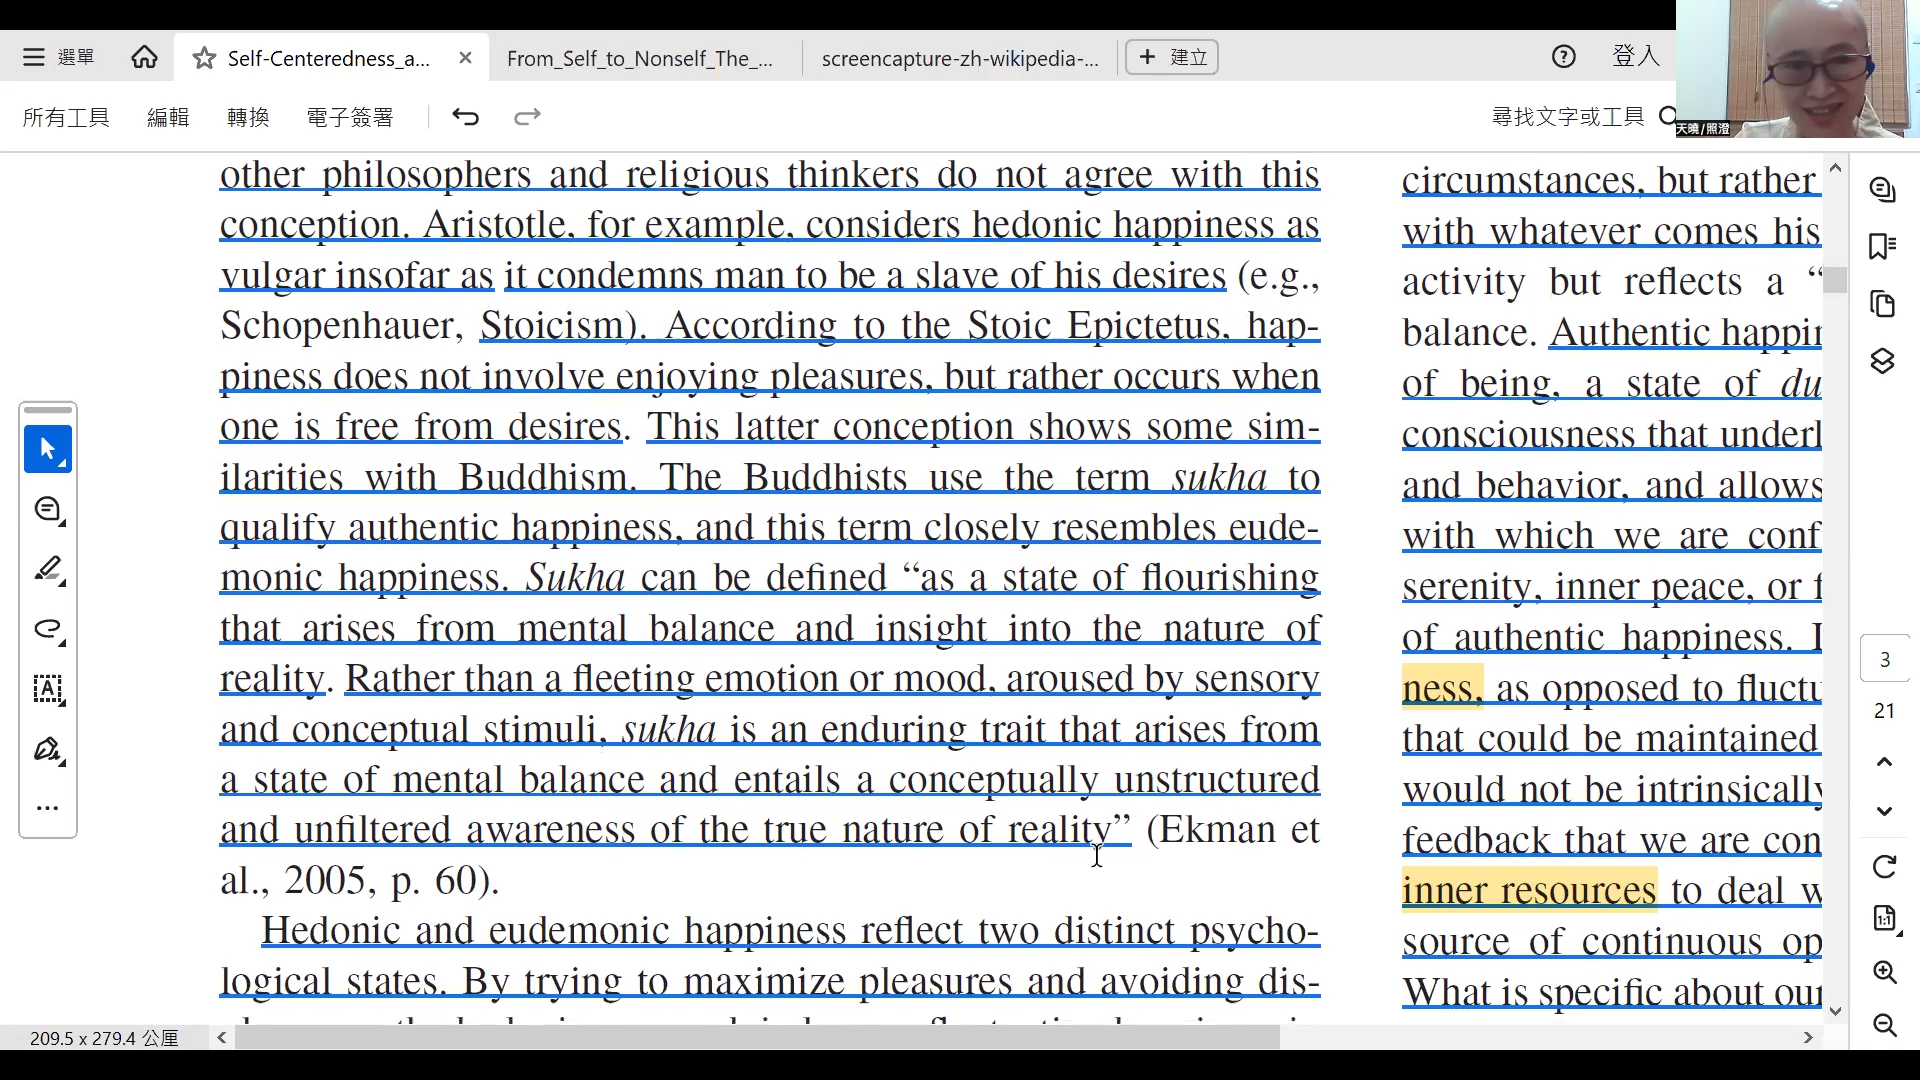 選單
Self-Centeredness_a...
From_Self_to_Nonself_The_...
screencapture-zh-wikipedia-...
建立
登入
所有工具
編輯
轉換
電子簽署
尋找文字或工具
天曉/照澄
other philosophers and religious thinkers do not agree with this
conception. Aristotle, for example, considers hedonic happiness as
vulgar insofar as it condemns man to be a slave of his desires (e.g.,
Schopenhauer, Stoicism). According to the Stoic Epictetus, hap-
piness does not involve enjoying pleasures, but rather occurs when
one is free from desires. This latter conception shows some sim-
ilarities with Buddhism. The Buddhists use the term sukha to
qualify authentic happiness, and this term closely resembles eude-
monic happiness. Sukha can be defined “as a state of flourishing
that arises from mental balance and insight into the nature of
reality. Rather than a fleeting emotion or mood, aroused by sensory
and conceptual stimuli, sukha is an enduring trait that arises from
a state of mental balance and entails a conceptually unstructured
and unfiltered awareness of the true nature of reality” (Ekman et
al., 2005, p. 60).
Hedonic and eudemonic happiness reflect two distinct psycho-
logical states. By trying to maximize pleasures and avoiding dis-
circumstances, but rather
with whatever comes his
activity but reflects a “
balance. Authentic happin
of being, a state of du
consciousness that underl
and behavior, and allows
with which we are conf
serenity, inner peace, or f
of authentic happiness. I
ness, as opposed to fluctu
that could be maintained
would not be intrinsically
feedback that we are con
inner resources to deal w
source of continuous op
What is specific about our
3
21
209.5 x 279.4 公厘